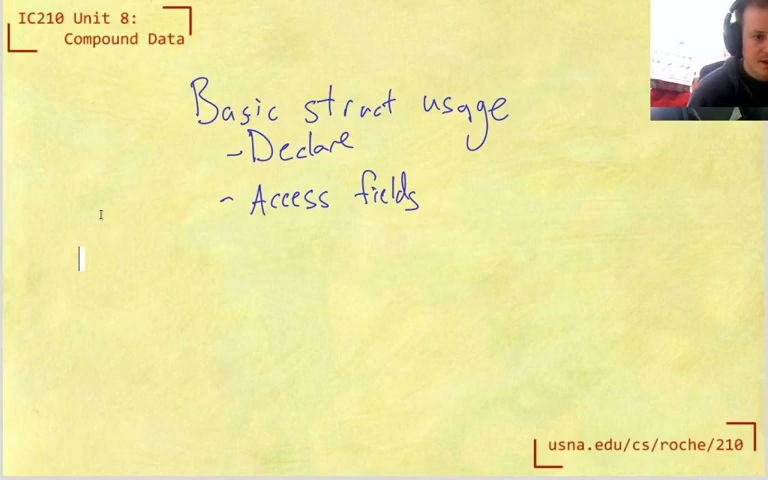 IC210 Unit 8:
Compound Data
Basic struct usage
- Declare
- Access fields
usna.edu/cs/roche/210